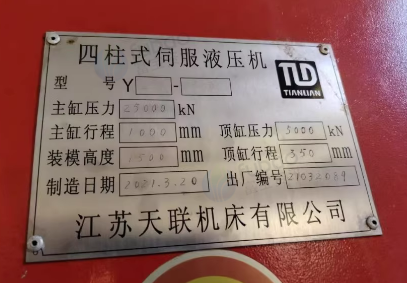 四柱式伺服液压机
型 号 Y -
TLD
TIANLIAN
主缸压力 25000 kN
主缸行程 1000 mm 顶缸压力 5000 kN
装模高度 1500 mm 顶缸行程 350 mm
制造日期 2021.3.20 出厂编号
江苏天联机床有限公司